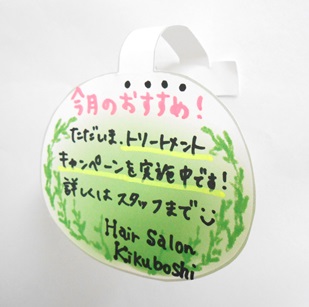 今月のおすすめ!
ただいま、トリートメント
キャンペーンを実施中です!
詳しくはスタッフまで
Hair Salon
Kikuboshi